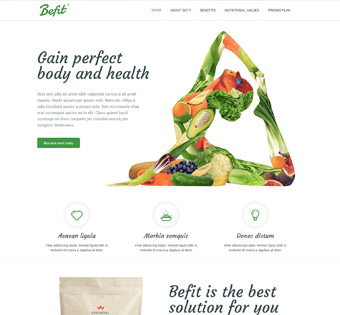 Befit
START ABOUT BEFIT BENEFITS NUTRITIONAL VALUES PRICING PLAN
Gain perfect
body and health
Duis sed odio sit amet nibh vulputate cursus a sit amet
mauris. Morbi accumsan ipsum velit. Nam nec tellus a
odio tincidunt auctor a ornare odio. Sed non mauris vitae
erat consequat auctor eu in elit. Class aptent taciti
sociosqu ad litora torquent per conubia nostra, per
inceptos himenaeos.
Buy and start today
Aenean ligula
Morbin semquis
Donec dictum
Befit is the best
solution for you